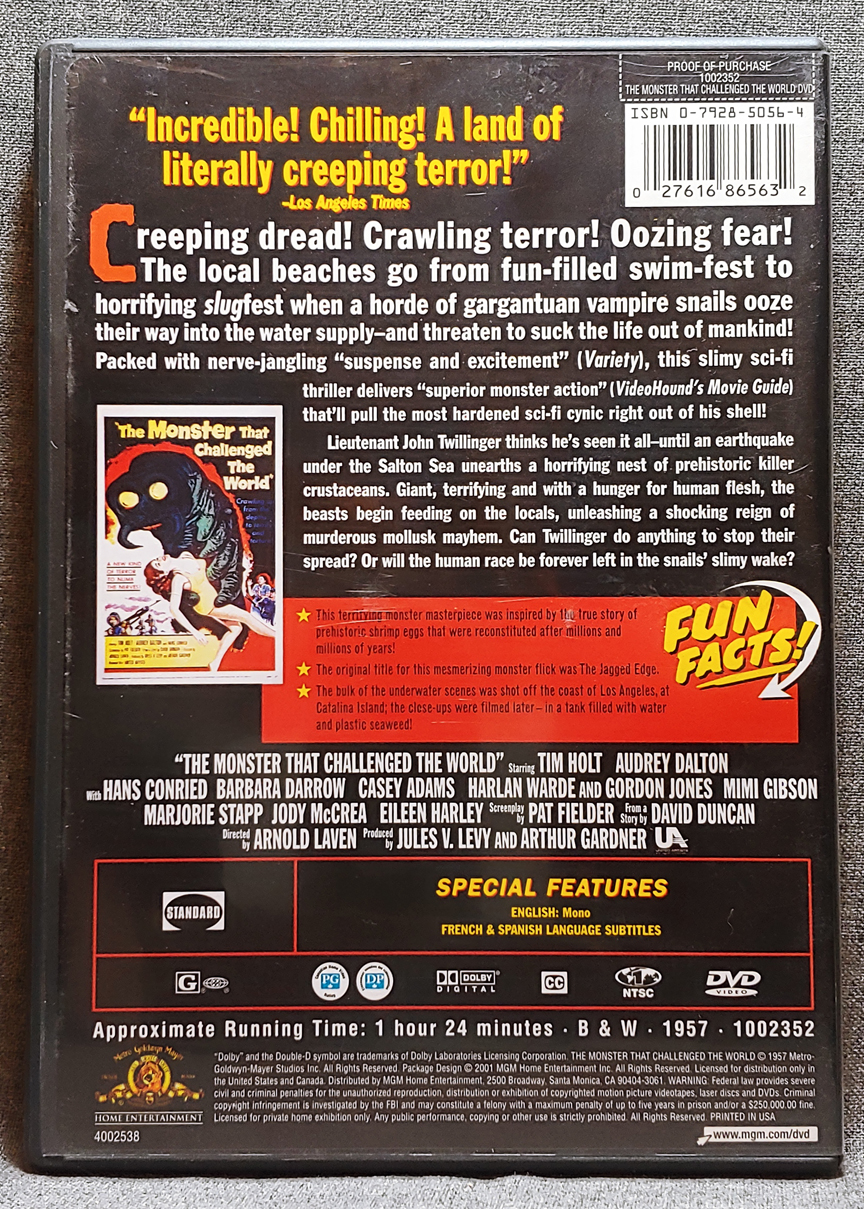 PROOF OF PURCHASE
1002352
THE MONSTER THAT CHALLENGED THE WORLD DVD
ISBN 0-7928-5056-4
0 27616 86563 2
“Incredible! Chilling! A land of
literally creeping terror!”
–Los Angeles Times
Creeping dread! Crawling terror! Oozing fear!
The local beaches go from fun-filled swim-fest to
horrifying slugfest when a horde of gargantuan vampire snails ooze
their way into the water supply–and threaten to suck the life out of mankind!
Packed with nerve-jangling “suspense and excitement” (Variety), this slimy sci-fi
thriller delivers “superior monster action” (VideoHound’s Movie Guide)
that’ll pull the most hardened sci-fi cynic right out of his shell!
Lieutenant John Twillinger thinks he’s seen it all–until an earthquake
under the Salton Sea unearths a horrifying nest of prehistoric killer
crustaceans. Giant, terrifying and with a hunger for human flesh, the
beasts begin feeding on the locals, unleashing a shocking reign of
murderous mollusk mayhem. Can Twillinger do anything to stop their
spread? Or will the human race be forever left in the snails’ slimy wake?
The Monster That
Challenged
The
World
A NEW KIND
OF TERROR
TO NUMB
THE NERVES!
FUN
FACTS!
This terrifying monster masterpiece was inspired by the true story of
prehistoric shrimp eggs that were reconstituted after millions and
millions of years!
The original title for this mesmerizing monster flick was The Jagged Edge.
The bulk of the underwater scenes was shot off the coast of Los Angeles, at
Catalina Island; the close-ups were filmed later– in a tank filled with water
and plastic seaweed!
“THE MONSTER THAT CHALLENGED THE WORLD” Starring TIM HOLT AUDREY DALTON
With HANS CONRIED BARBARA DARROW CASEY ADAMS HARLAN WARDE AND GORDON JONES MIMI GIBSON
MARJORIE STAPP JODY McCREA EILEEN HARLEY Screenplay by PAT FIELDER From a Story by DAVID DUNCAN
Directed by ARNOLD LAVEN Produced by JULES V. LEVY AND ARTHUR GARDNER UA
STANDARD
SPECIAL FEATURES
ENGLISH: Mono
FRENCH & SPANISH LANGUAGE SUBTITLES
G PG DP DOLBY DIGITAL CC 1 NTSC DVD VIDEO
Approximate Running Time: 1 hour 24 minutes · B & W · 1957 · 1002352
Metro Goldwyn Mayer
HOME ENTERTAINMENT
4002538
“Dolby” and the Double-D symbol are trademarks of Dolby Laboratories Licensing Corporation. THE MONSTER THAT CHALLENGED THE WORLD © 1957 Metro-
Goldwyn-Mayer Studios Inc. All Rights Reserved. Package Design © 2001 MGM Home Entertainment Inc. All Rights Reserved. Licensed for distribution only in
the United States and Canada. Distributed by MGM Home Entertainment, 2500 Broadway, Santa Monica, CA 90404-3061. WARNING: Federal law provides severe
civil and criminal penalties for the unauthorized reproduction, distribution or exhibition of copyrighted motion picture videotapes, laser discs and DVDs. Criminal
copyright infringement is investigated by the FBI and may constitute a felony with a maximum penalty of up to five years in prison and/or a $250,000.00 fine.
Licensed for private home exhibition only. Any public performance, copying or other use is strictly prohibited. All Rights Reserved. PRINTED IN USA
www.mgm.com/dvd